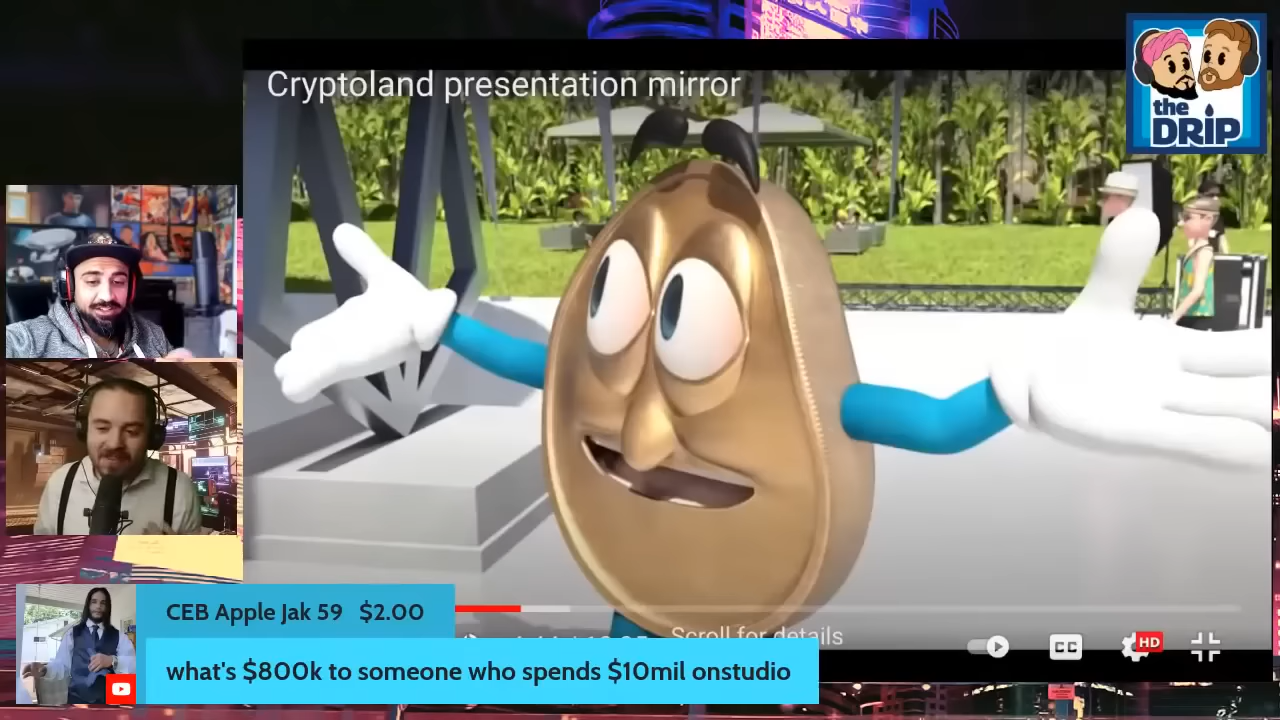 Cryptoland presentation mirror
the
DRIP
CEB Apple Jak 59 $2.00
what's $800k to someone who spends $10mil onstudio
Scroll for details
CC
HD